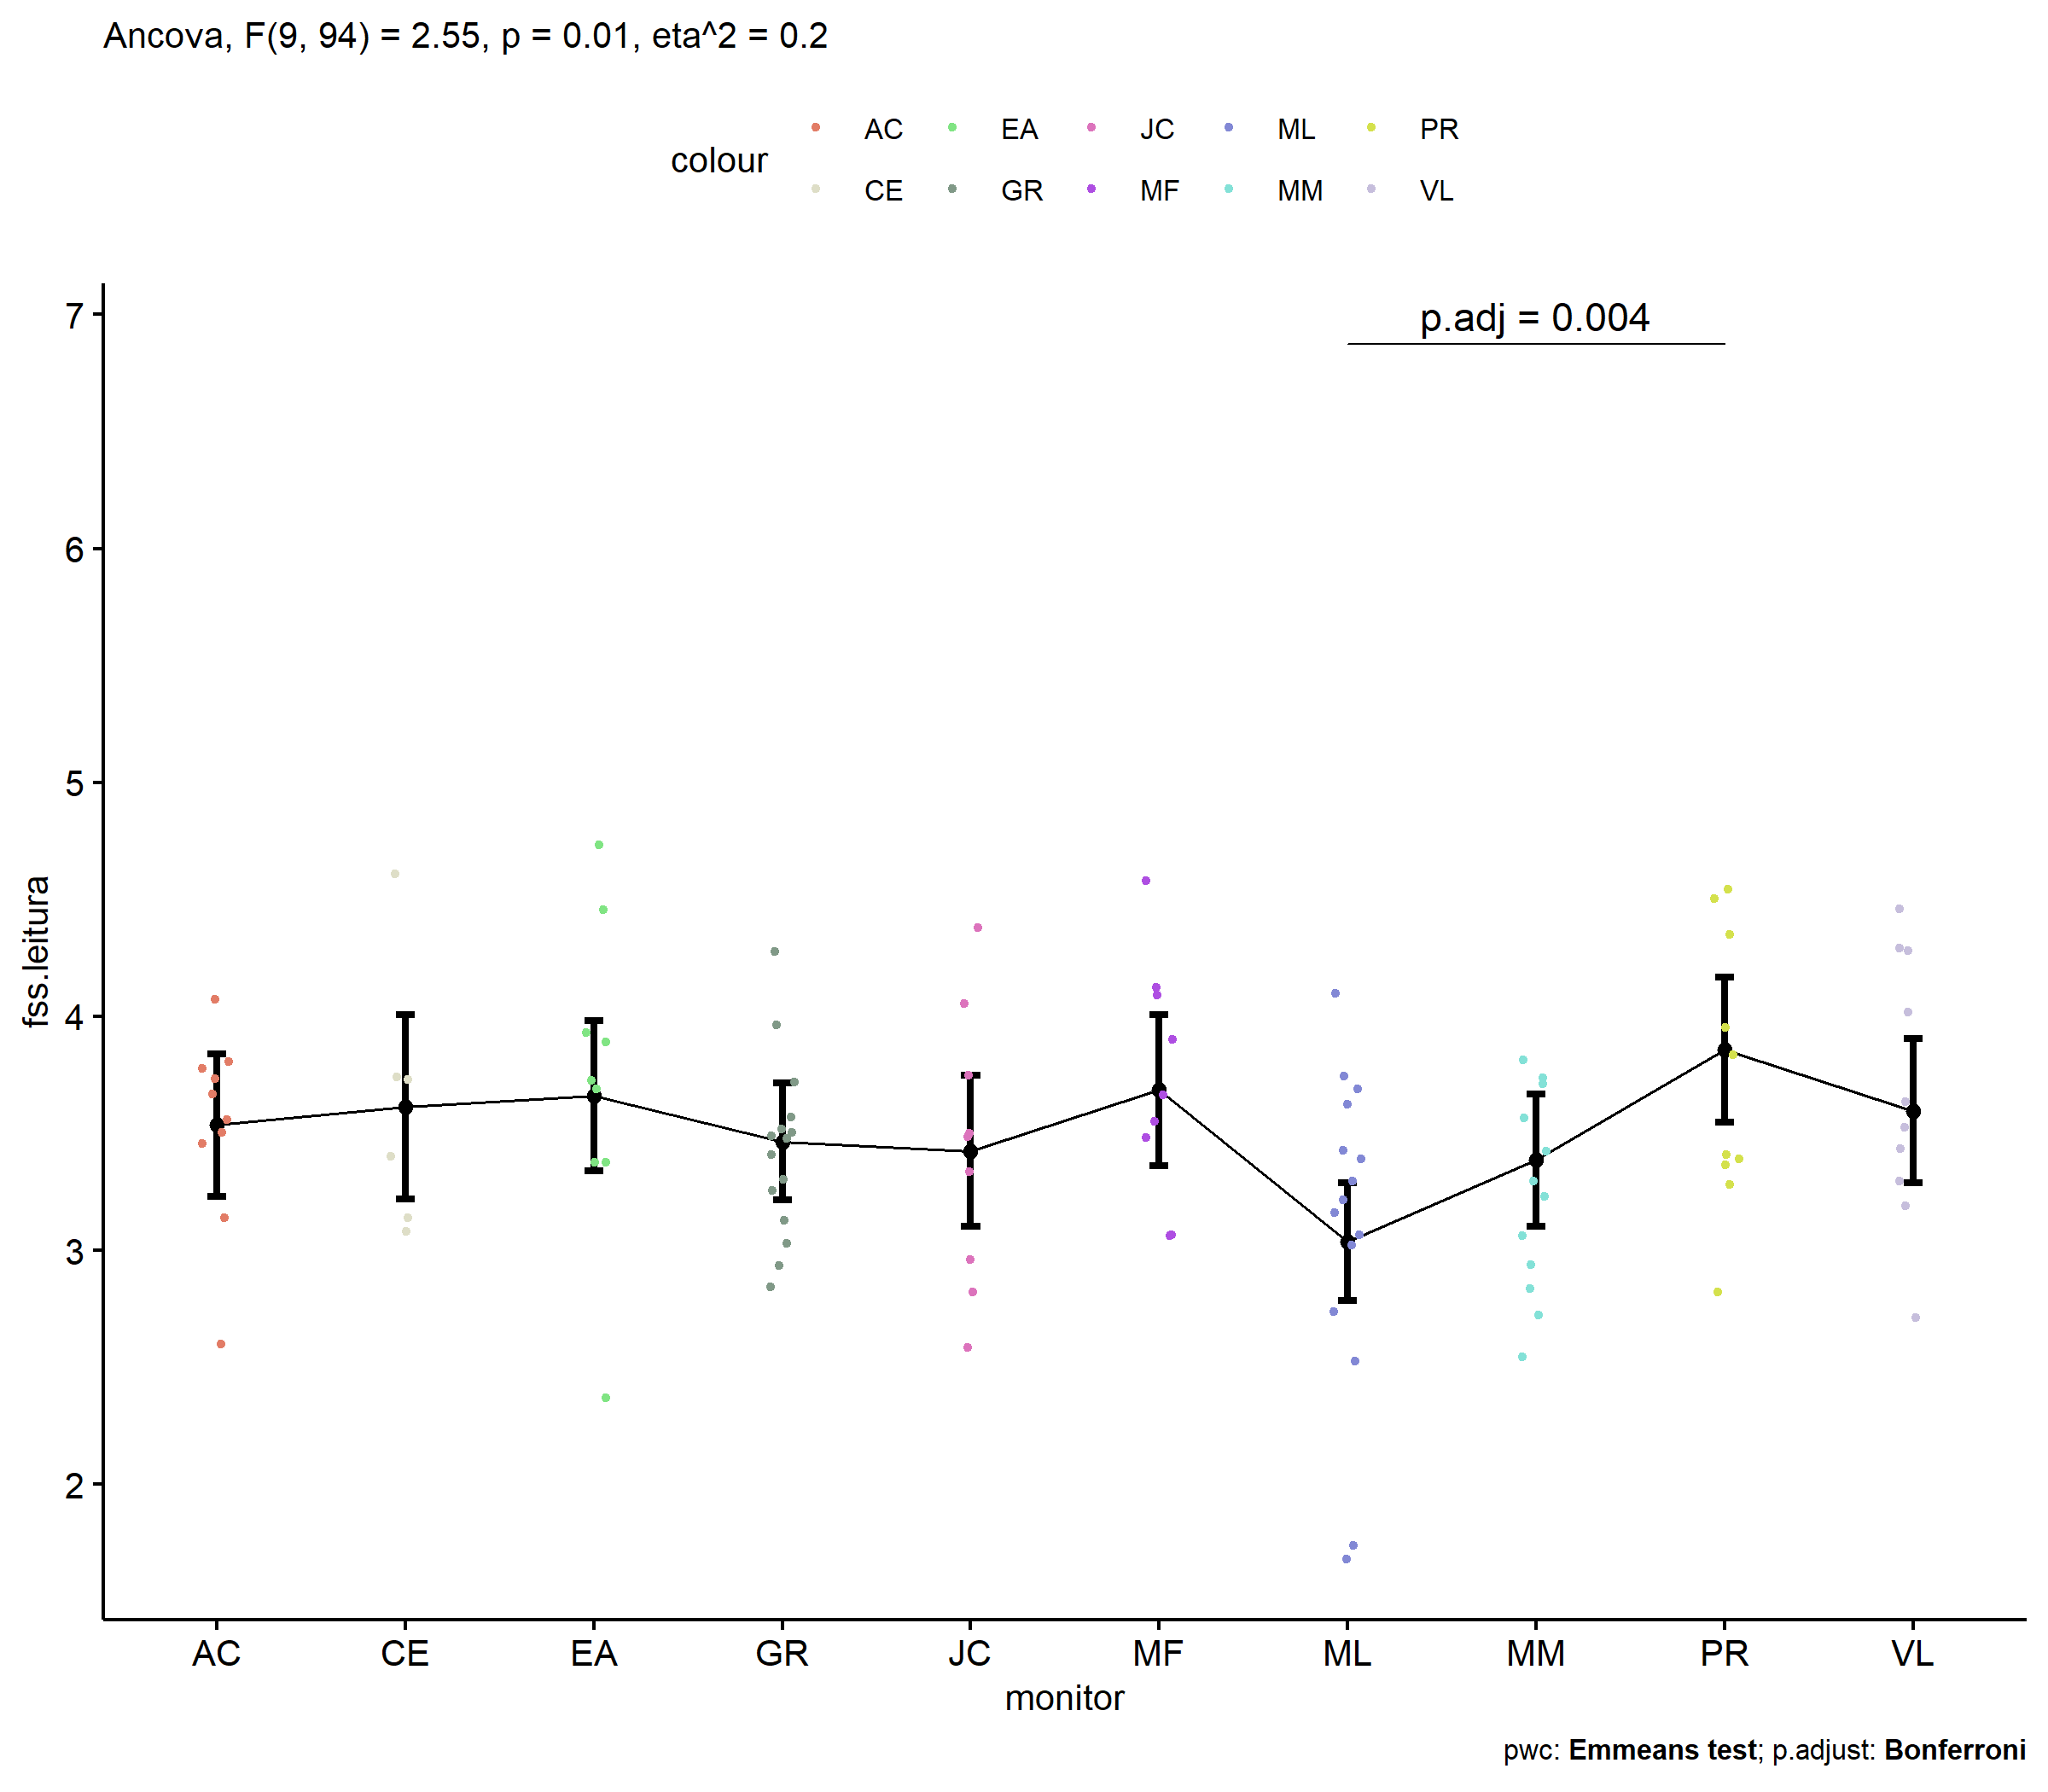 Ancova, F(9, 94) = 2.55, p = 0.01, eta^2 = 0.2
colour
AC EA JC ML PR
CE GR MF MM VL
p.adj = 0.004
7
6
5
4
3
2
fss.leitura
AC CE EA GR JC MF ML MM PR VL
monitor
pwc: Emmeans test; p.adjust: Bonferroni